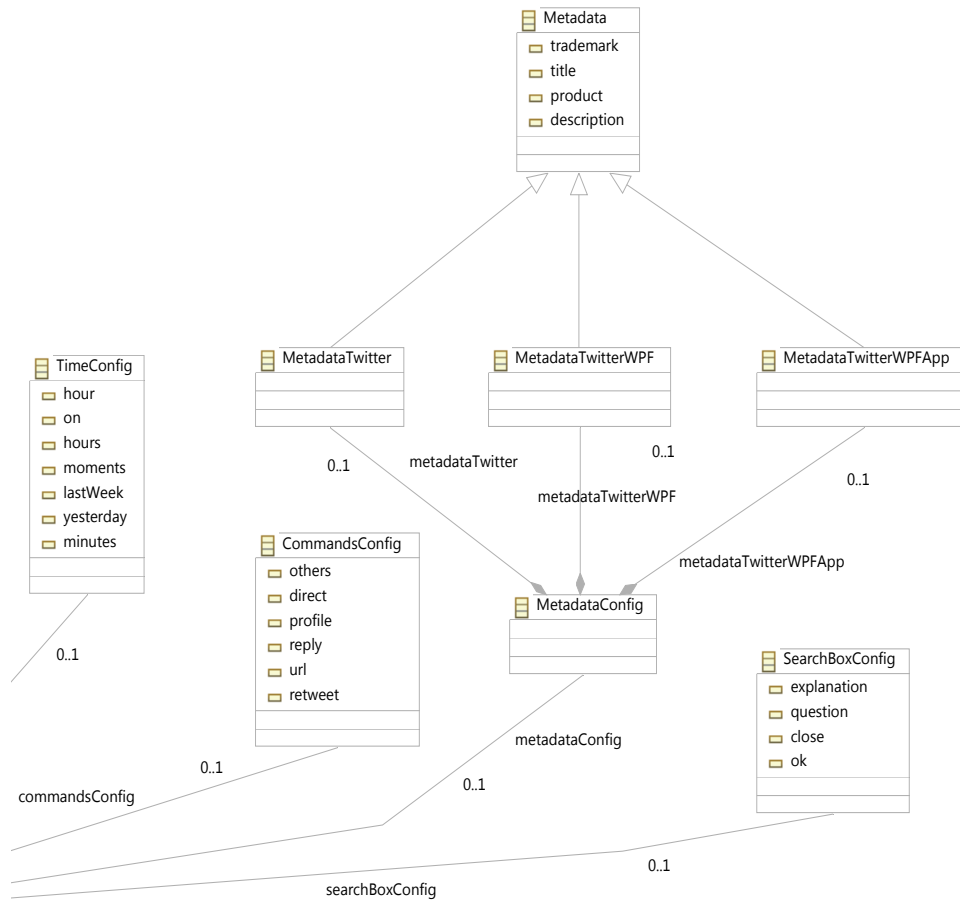 Metadata
trademark
title
product
description
MetadataTwitter
MetadataTwitterWPF
MetadataTwitterWPFApp
TimeConfig
hour
on
hours
moments
lastWeek
yesterday
minutes
0..1
metadataTwitter
0..1
metadataTwitterWPF
0..1
metadataTwitterWPFApp
CommandsConfig
others
direct
profile
reply
url
retweet
MetadataConfig
0..1
SearchBoxConfig
explanation
question
close
ok
metadataConfig
0..1
commandsConfig
0..1
0..1
searchBoxConfig